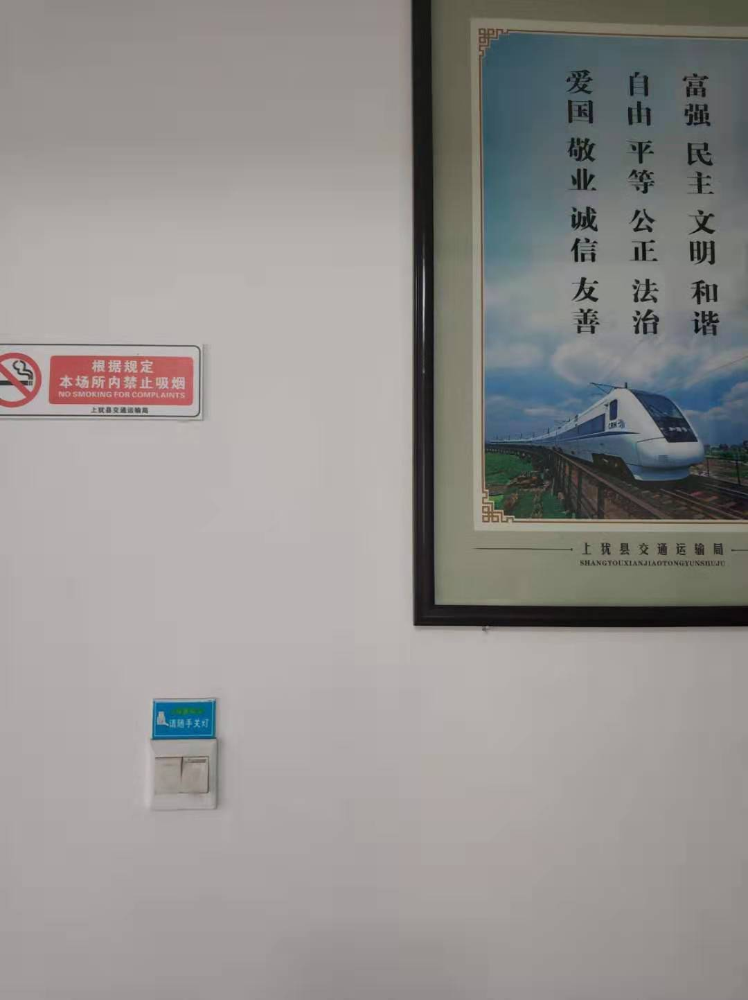 富强 民主 文明 和谐
自由 平等 公正 法治
爱国 敬业 诚信 友善
CRH
上犹县交通运输局
SHANGYOUXIANJIAOTONGYUNSHUJU
根据规定
本场所内禁止吸烟
NO SMOKING FOR COMPLAINTS
上犹县交通运输局
请随手关灯